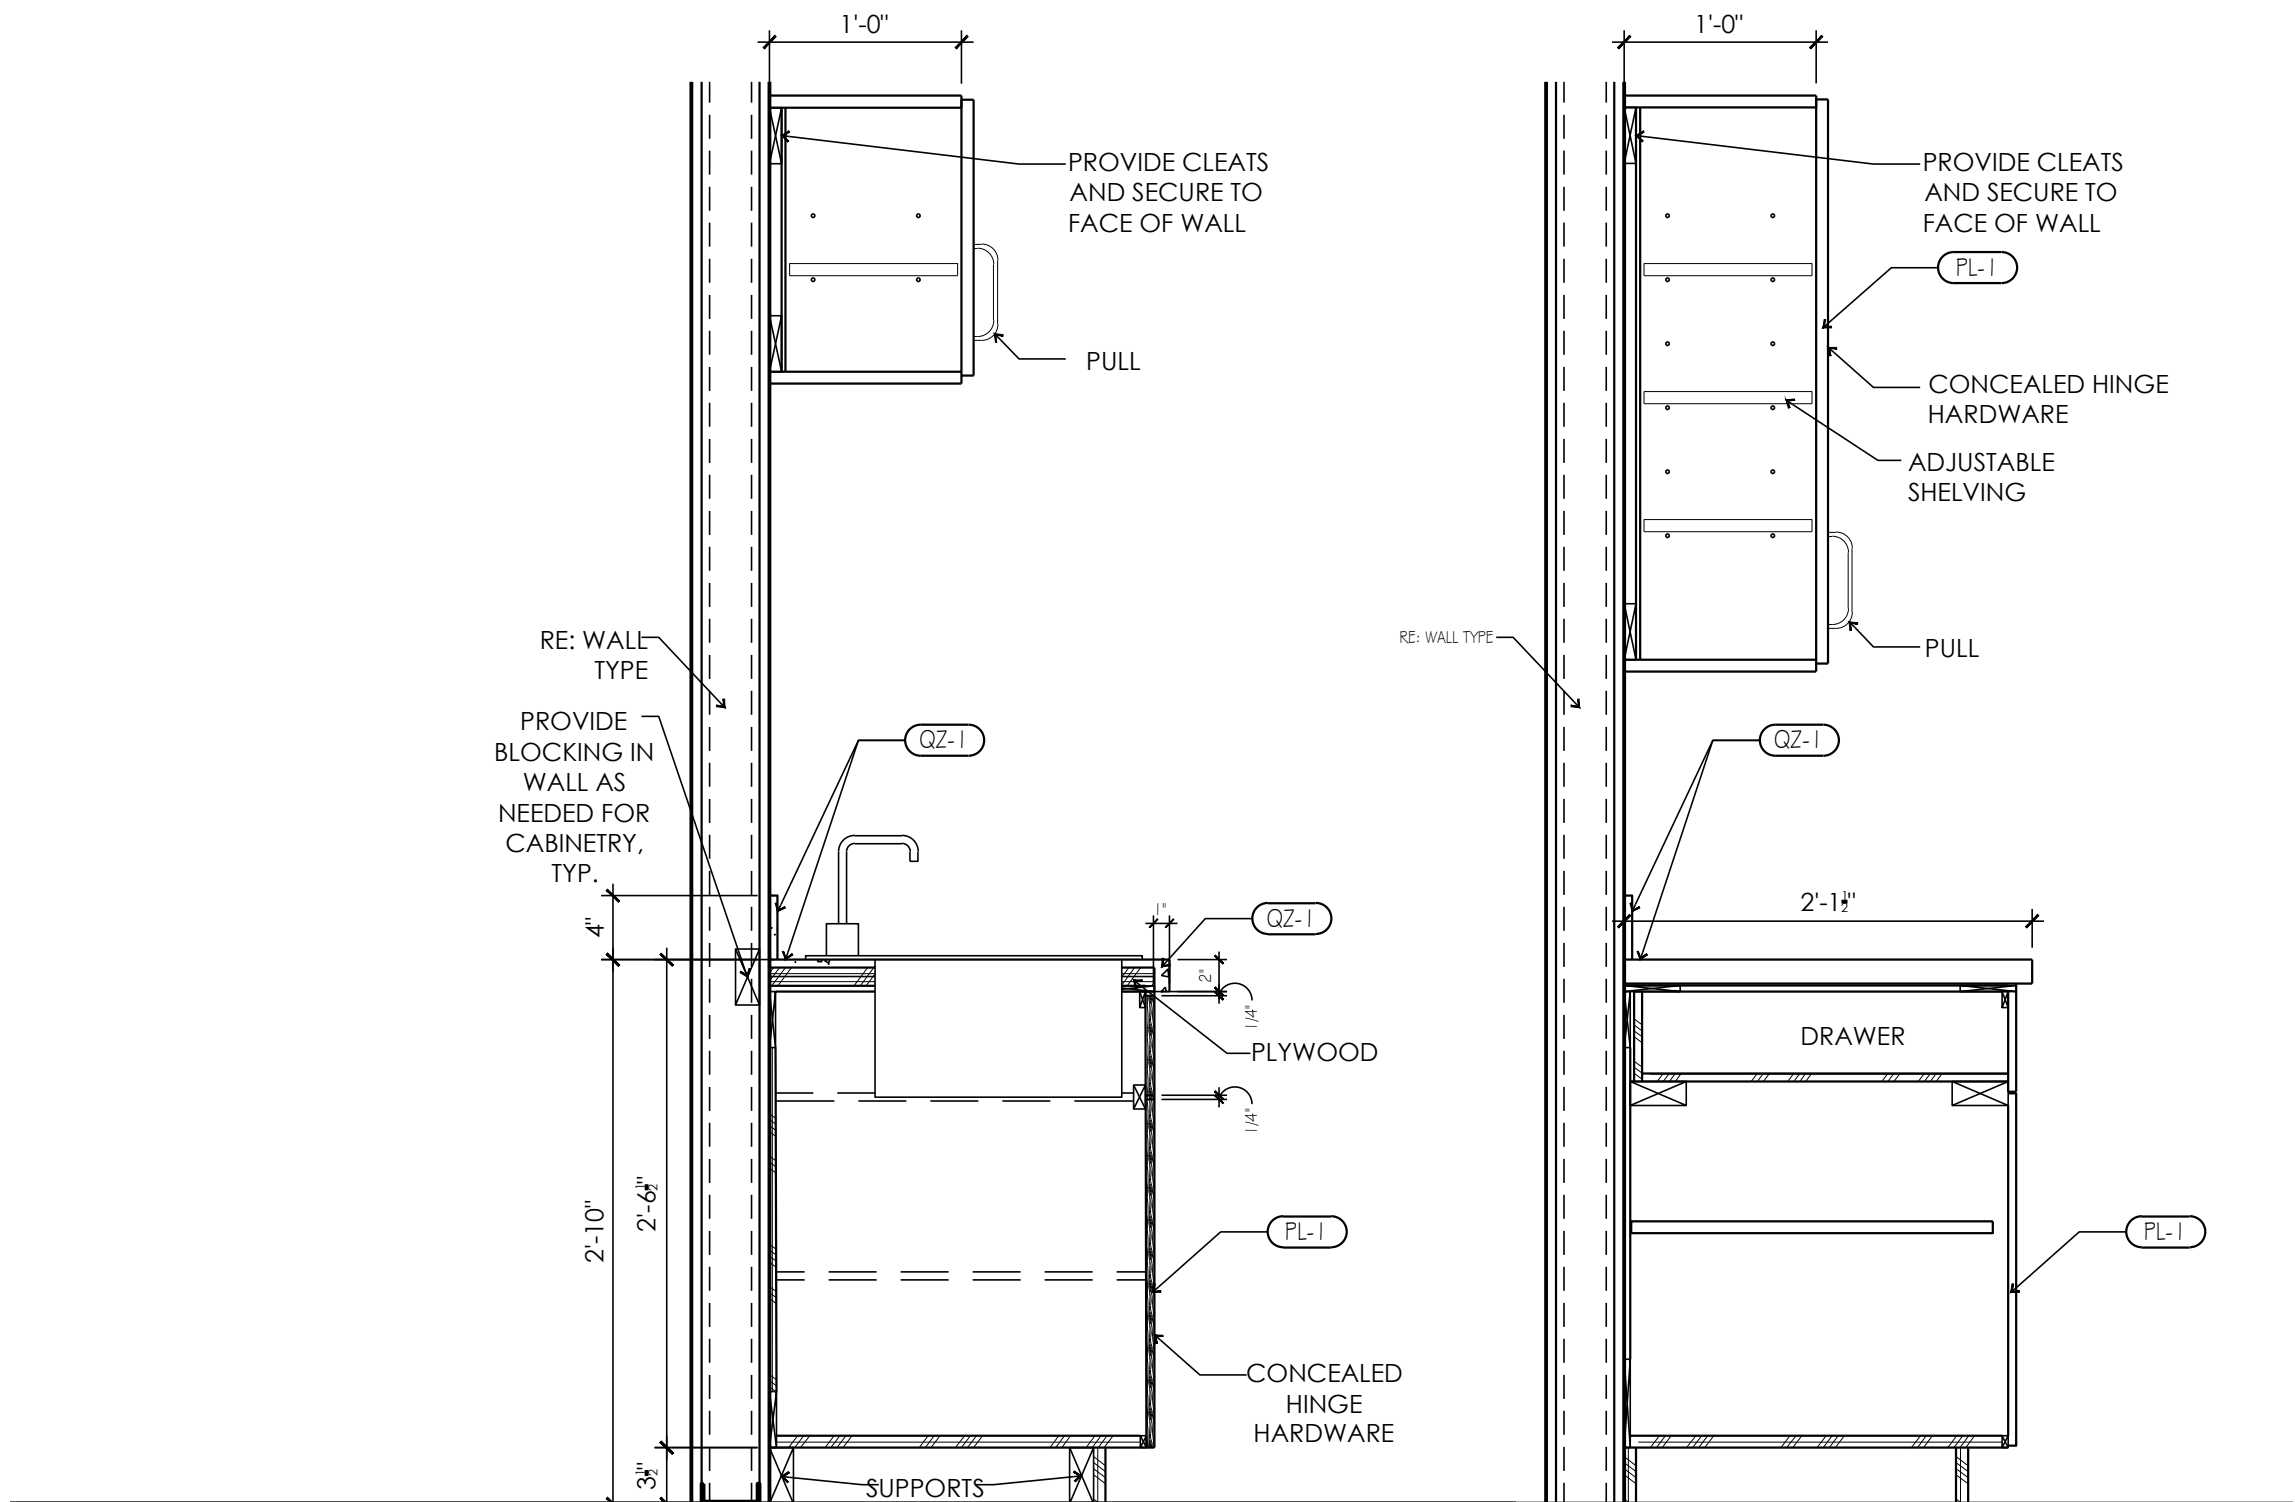 1'-0"
1'-0"
PROVIDE CLEATS
AND SECURE TO
FACE OF WALL
PULL
PROVIDE CLEATS
AND SECURE TO
FACE OF WALL
PL-1
CONCEALED HINGE
HARDWARE
ADJUSTABLE
SHELVING
PULL
RE: WALL
TYPE
PROVIDE
BLOCKING IN
WALL AS
NEEDED FOR
CABINETRY,
TYP.
RE: WALL TYPE
QZ-1
QZ-1
4"
1"
QZ-1
2"
1/4"
PLYWOOD
1/4"
2'-1½"
DRAWER
2'-10"
2'-6½"
3½"
PL-1
PL-1
CONCEALED
HINGE
HARDWARE
SUPPORTS